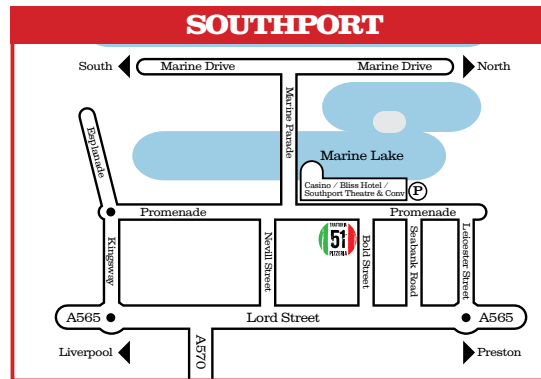 SOUTHPORT
South
Marine Drive
Marine Drive
North
Marine Parade
Esplanade
Marine Lake
Casino / Bliss Hotel /
Southport Theatre & Conv
P
Promenade
Promenade
TRATTORIA
51
PIZZERIA
Kingsway
Nevill Street
Bold Street
Seabank Road
Leicester Street
A565
Lord Street
A565
A570
Liverpool
Preston